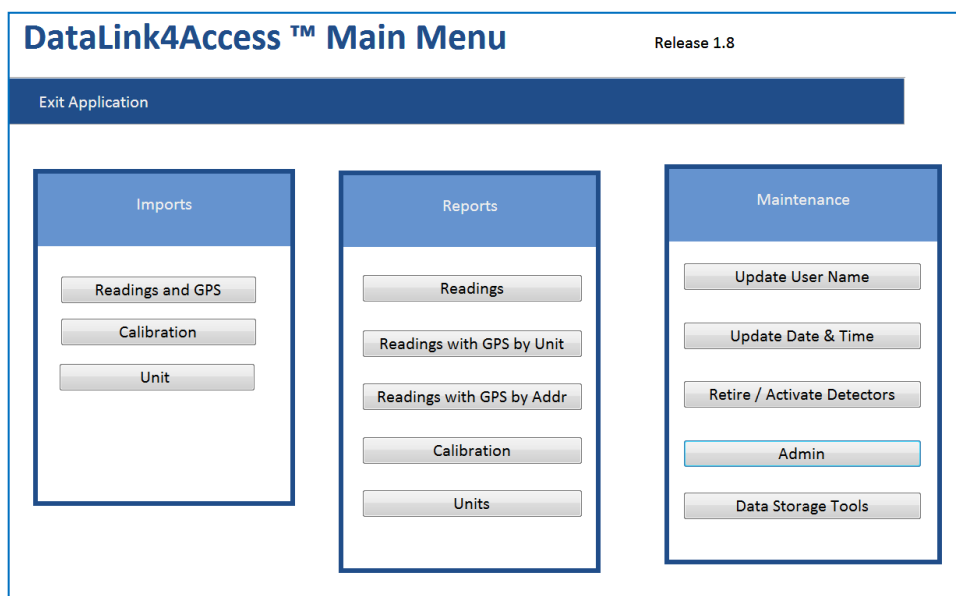 DataLink4Access ™ Main Menu
Release 1.8
Exit Application
Imports
Readings and GPS
Calibration
Unit
Reports
Readings
Readings with GPS by Unit
Readings with GPS by Addr
Calibration
Units
Maintenance
Update User Name
Update Date & Time
Retire / Activate Detectors
Admin
Data Storage Tools